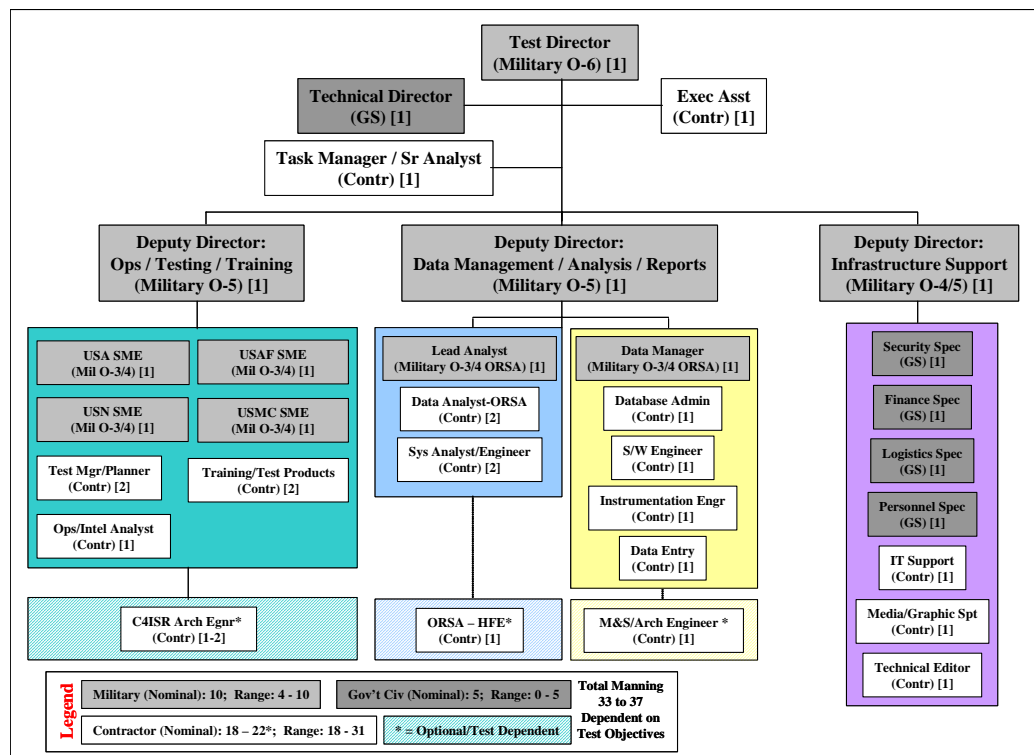 Test Director
(Military O-6) [1]
Technical Director
(GS) [1]
Exec Asst
(Contr) [1]
Task Manager / Sr Analyst
(Contr) [1]
Deputy Director:
Ops / Testing / Training
(Military O-5) [1]
Deputy Director:
Data Management / Analysis / Reports
(Military O-5) [1]
Deputy Director:
Infrastructure Support
(Military O-4/5) [1]
USA SME
(Mil O-3/4) [1]
USAF SME
(Mil O-3/4) [1]
USN SME
(Mil O-3/4) [1]
USMC SME
(Mil O-3/4) [1]
Test Mgr/Planner
(Contr) [2]
Training/Test Products
(Contr) [2]
Ops/Intel Analyst
(Contr) [1]
C4ISR Arch Egnr*
(Contr) [1-2]
Lead Analyst
(Military O-3/4 ORSA) [1]
Data Analyst-ORSA
(Contr) [2]
Sys Analyst/Engineer
(Contr) [2]
ORSA – HFE*
(Contr) [1]
Data Manager
(Military O-3/4 ORSA) [1]
Database Admin
(Contr) [1]
S/W Engineer
(Contr) [1]
Instrumentation Engr
(Contr) [1]
Data Entry
(Contr) [1]
M&S/Arch Engineer *
(Contr) [1]
Security Spec
(GS) [1]
Finance Spec
(GS) [1]
Logistics Spec
(GS) [1]
Personnel Spec
(GS) [1]
IT Support
(Contr) [1]
Media/Graphic Spt
(Contr) [1]
Technical Editor
(Contr) [1]
Legend
Military (Nominal): 10; Range: 4 - 10
Gov't Civ (Nominal): 5; Range: 0 - 5
Contractor (Nominal): 18 – 22*; Range: 18 - 31
* = Optional/Test Dependent
Total Manning
33 to 37
Dependent on
Test Objectives